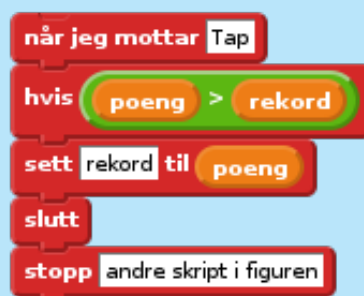 når jeg mottar Tap
hvis poeng > rekord
sett rekord til poeng
slutt
stopp andre skript i figuren